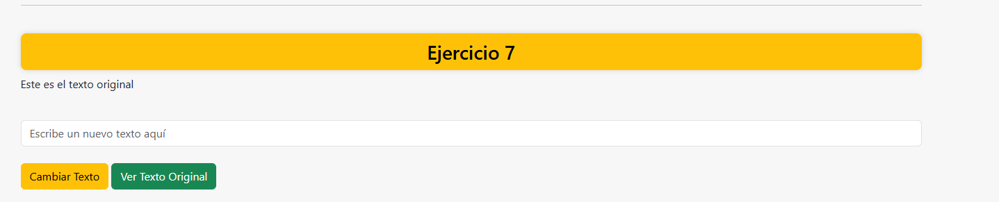 Ejercicio 7
Este es el texto original
Escribe un nuevo texto aquí
Cambiar Texto Ver Texto Original